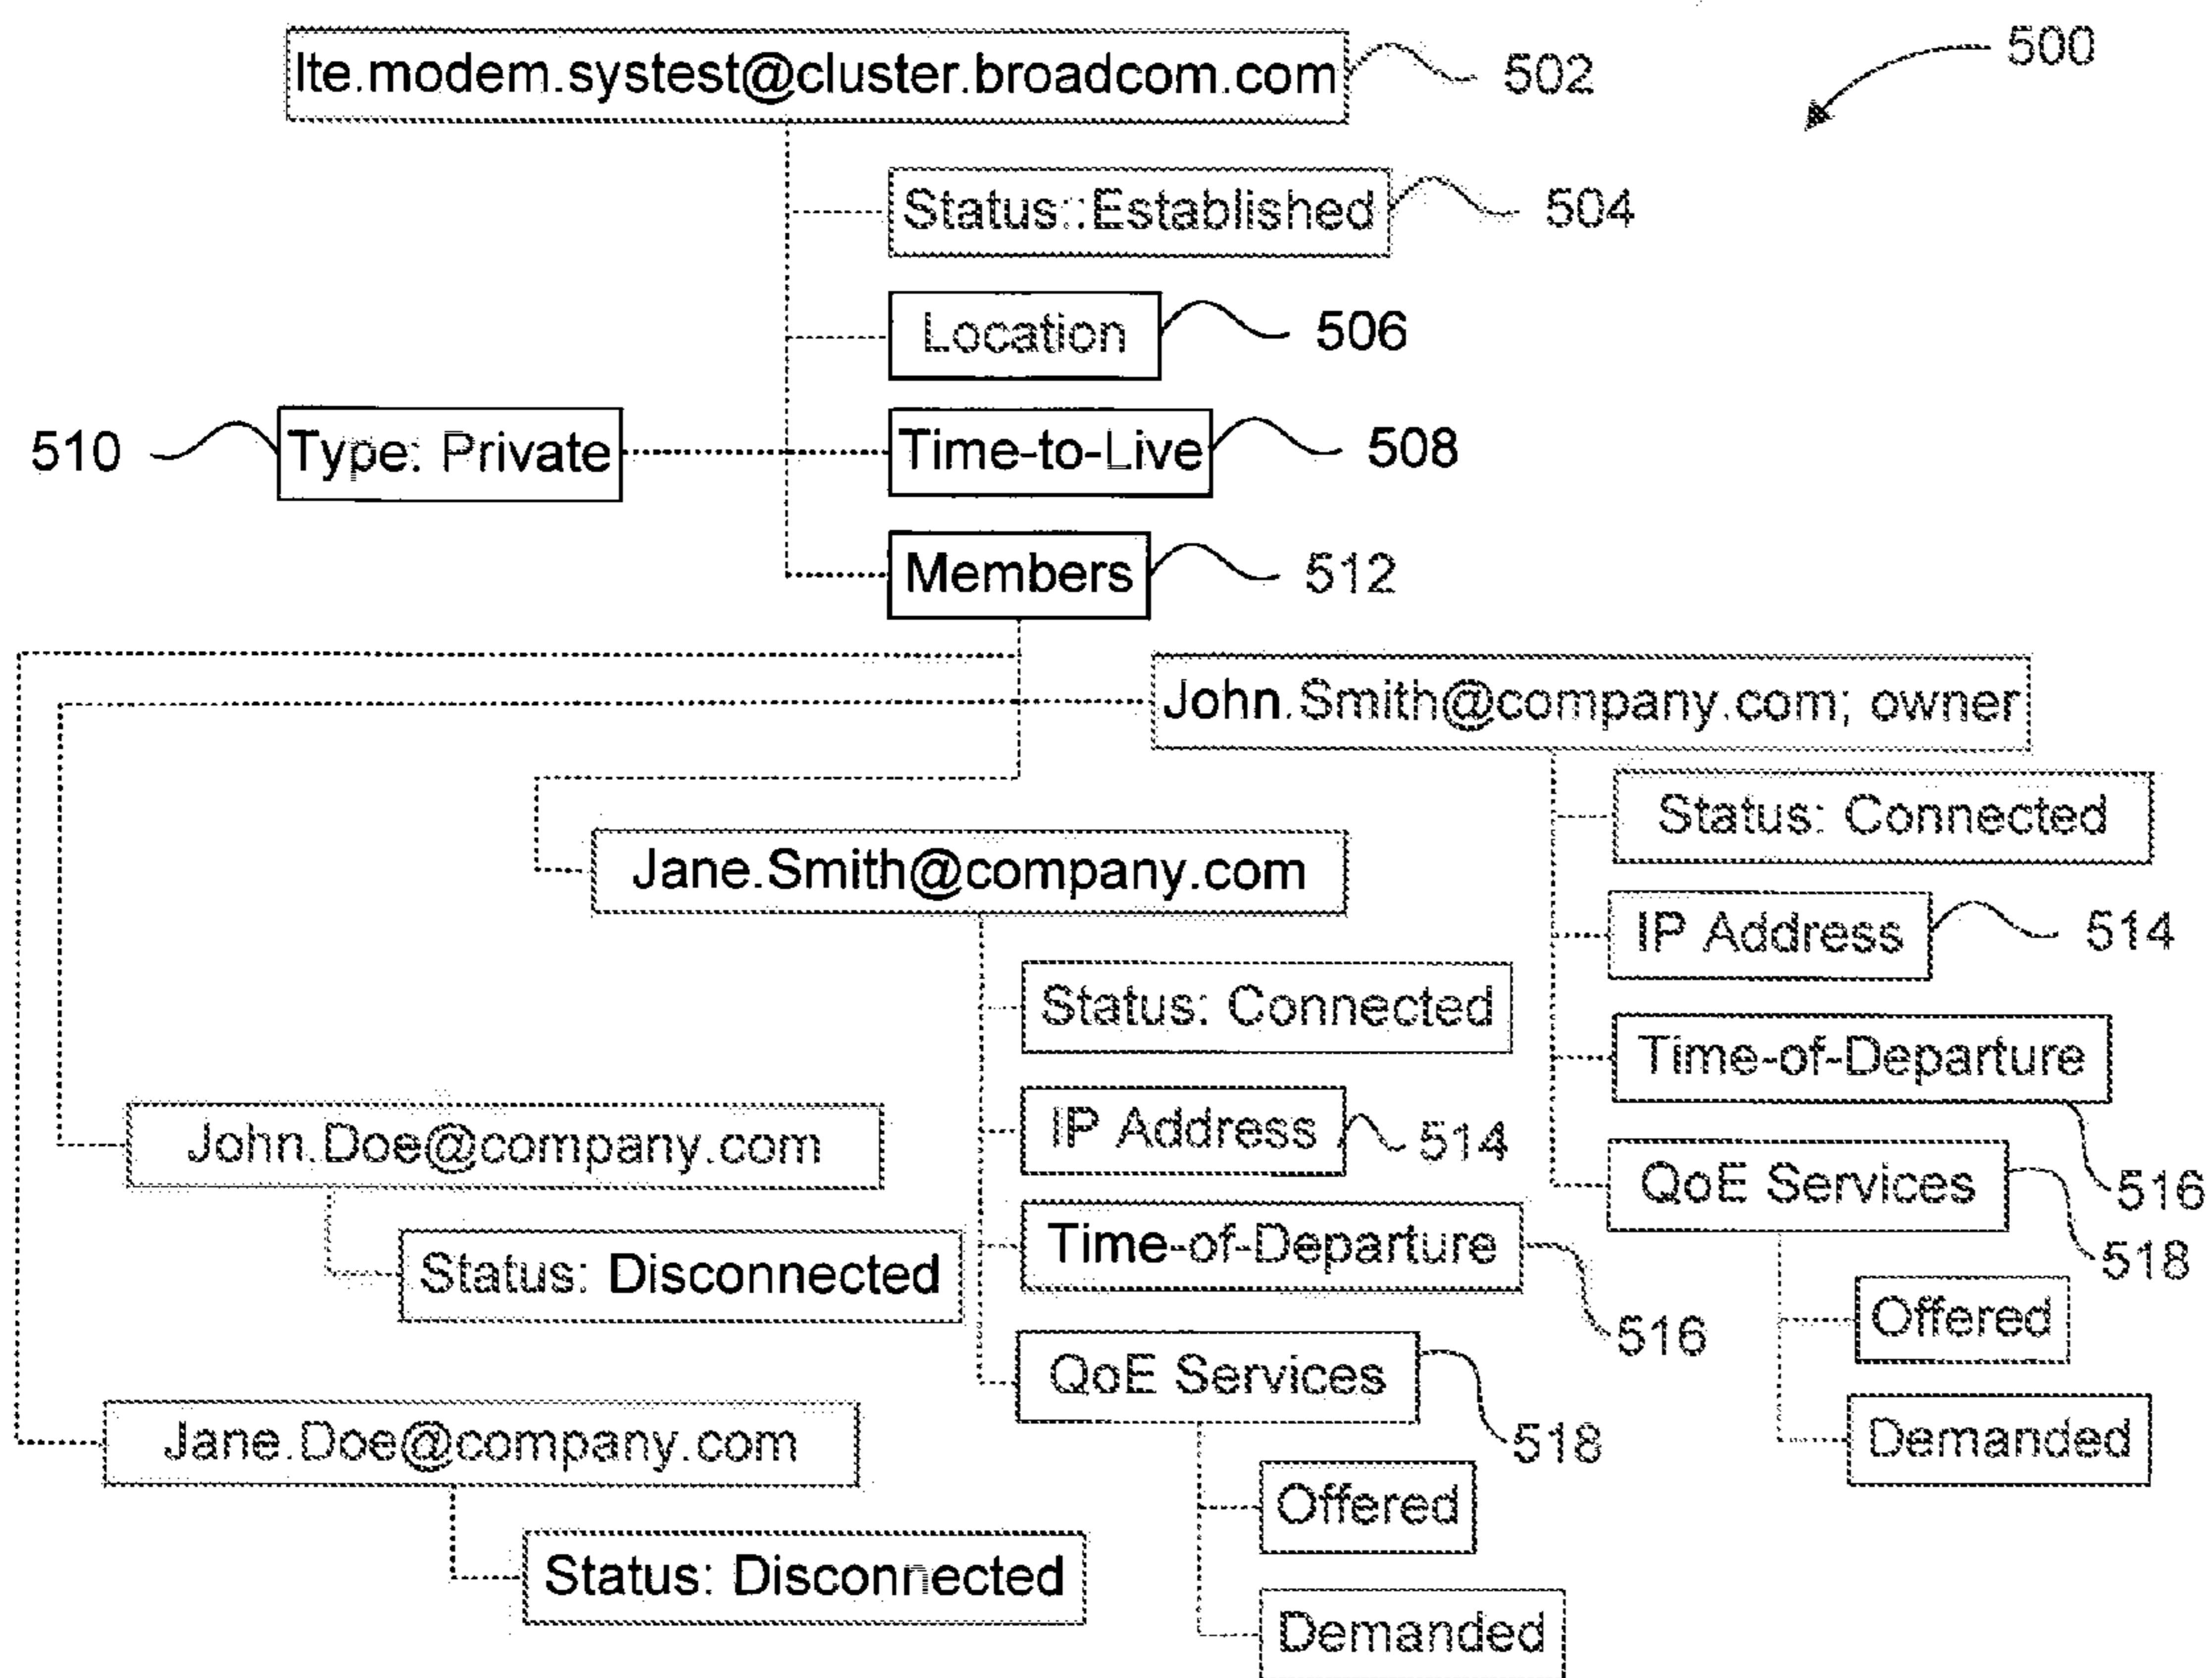 lte.modem.systest@cluster.broadcom.com
502
500
Status::Established
504
Location
506
510
Type: Private
Time-to-Live
508
Members
512
John.Smith@company.com; owner
Status: Connected
Jane.Smith@company.com
IP Address
514
Status: Connected
Time-of-Departure
516
IP Address
514
John.Doe@company.com
QoE Services
518
Time-of-Departure
516
Status: Disconnected
Offered
QoE Services
518
Demanded
Jane.Doe@company.com
Offered
Status: Disconnected
Demanded